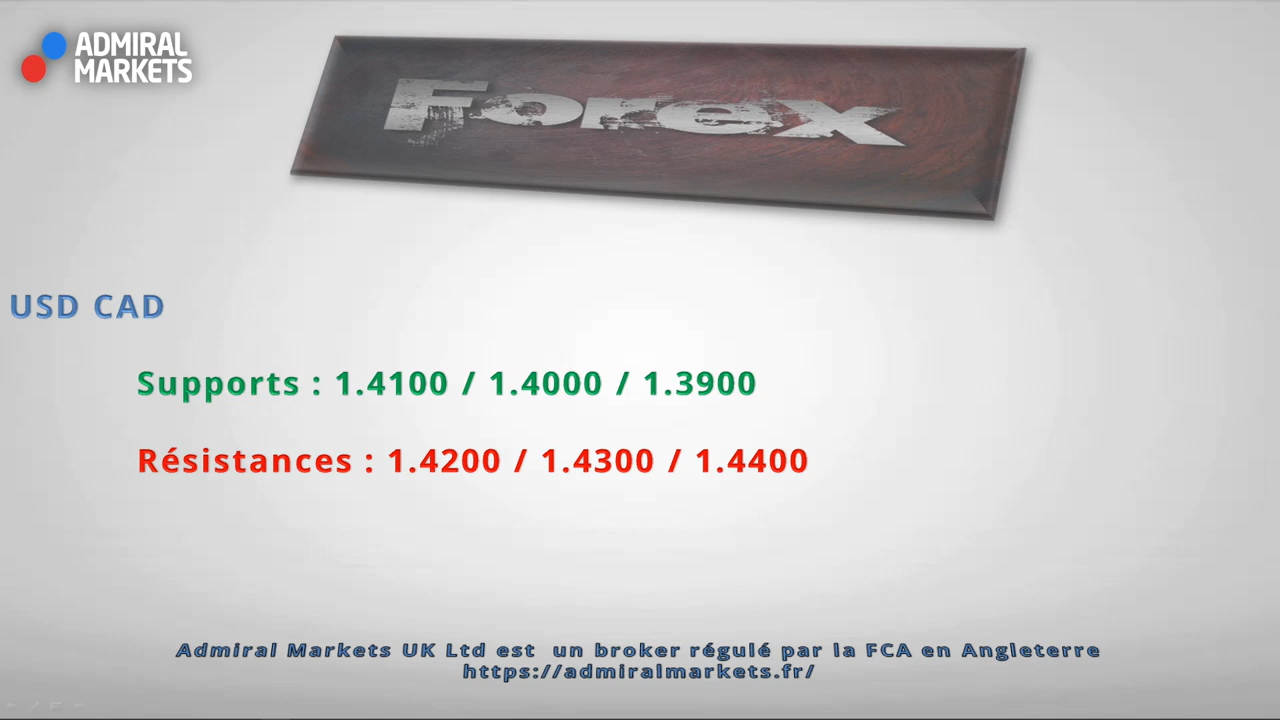 ADMIRAL
MARKETS
Forex
USD CAD
Supports : 1.4100 / 1.4000 / 1.3900
Résistances : 1.4200 / 1.4300 / 1.4400
Admiral Markets UK Ltd est un broker régulé par la FCA en Angleterre
https://admiralmarkets.fr/